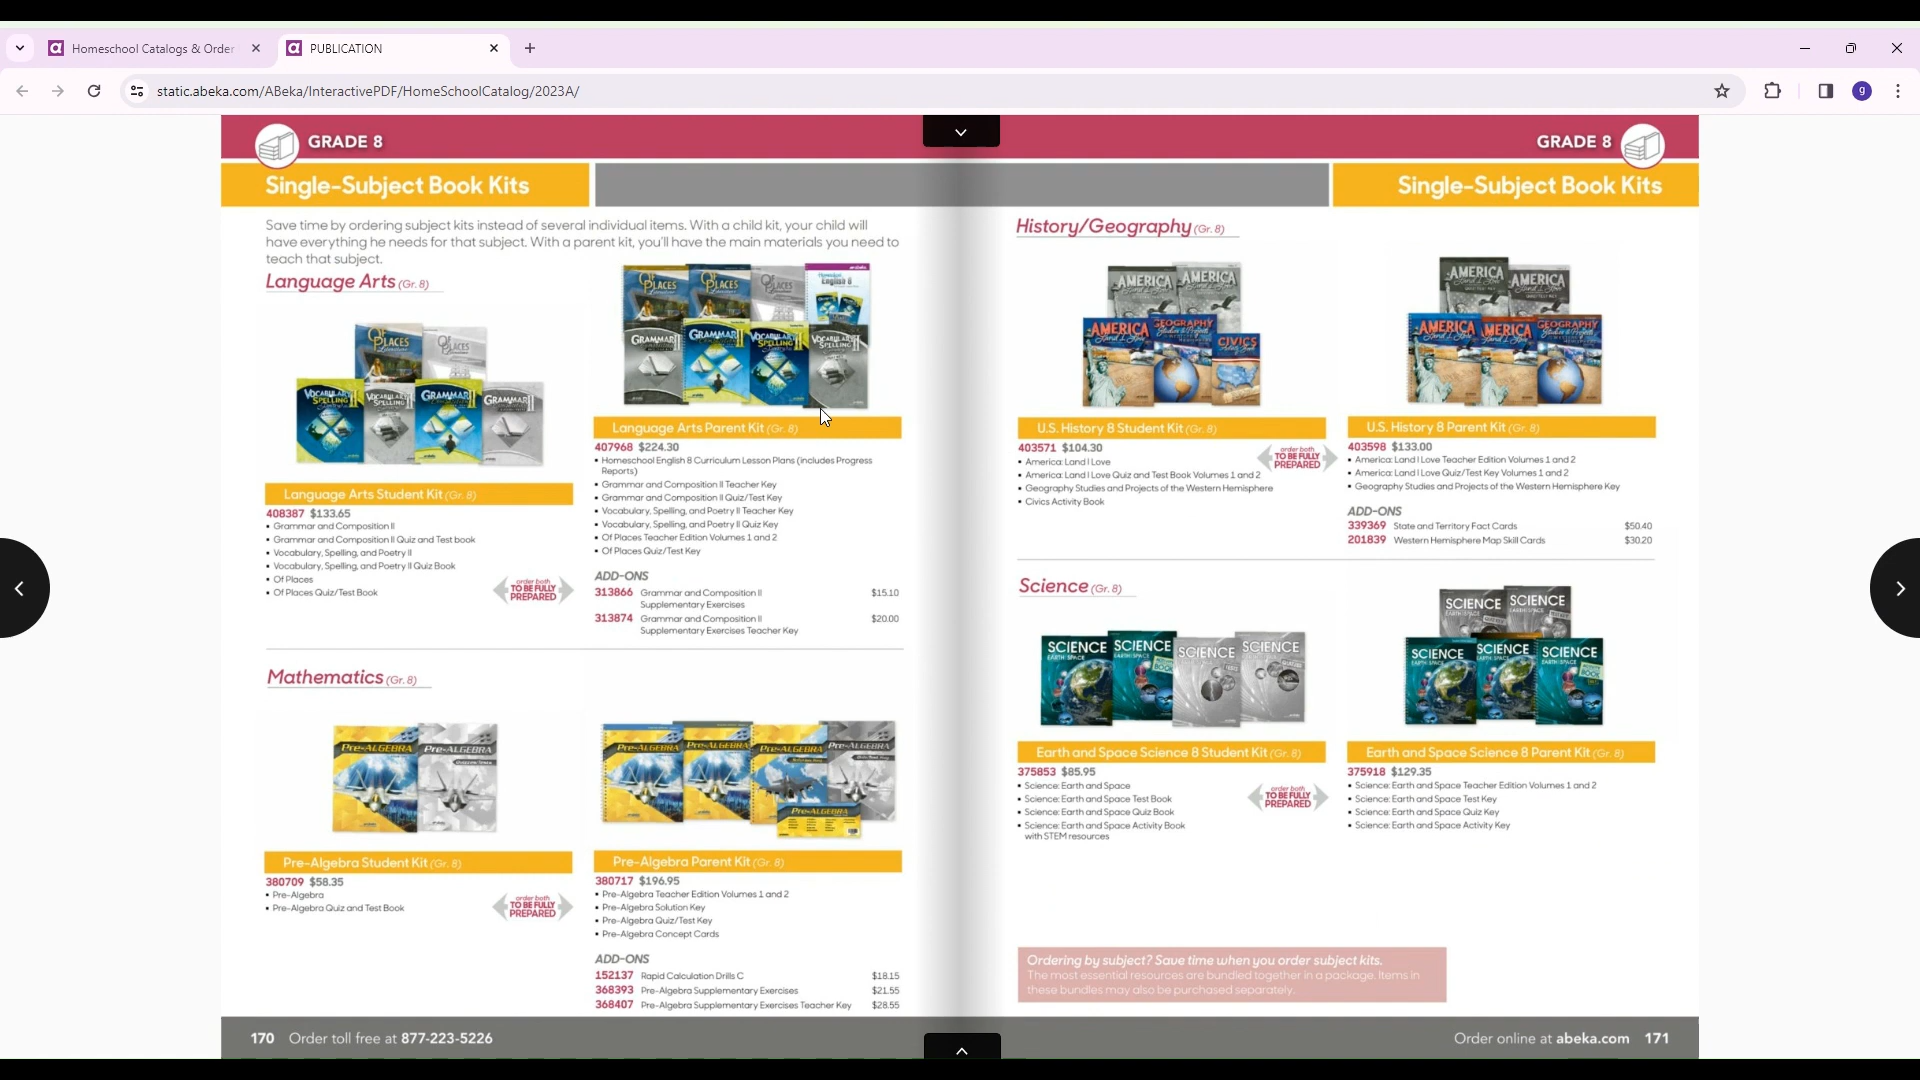 Homeschool Catalogs & Order
PUBLICATION
static.abeka.com/ABeka/InteractivePDF/HomeSchoolCatalog/2023A/
g
GRADE 8
Single-Subject Book Kits
Save time by ordering subject kits instead of several individual items. With a child kit, your child will
have everything he needs for that subject. With a parent kit, you'll have the main materials you need to
teach that subject.
Language Arts (Gr. 8)
Language Arts Student Kit (Gr. 8)
408387 $133.65
• Grammar and Composition II
• Grammar and Composition II Quiz and Test book
• Vocabulary, Spelling, and Poetry II
• Vocabulary, Spelling, and Poetry II Quiz Book
• Of Places
• Of Places Quiz/Test Book
order both
TO BE FULLY
PREPARED
Language Arts Parent Kit (Gr. 8)
407968 $224.30
• Homeschool English 8 Curriculum Lesson Plans (includes Progress
Reports)
• Grammar and Composition II Teacher Key
• Grammar and Composition II Quiz/Test Key
• Vocabulary, Spelling, and Poetry II Teacher Key
• Vocabulary, Spelling, and Poetry II Quiz Key
• Of Places Teacher Edition Volumes 1 and 2
• Of Places Quiz/Test Key
ADD-ONS
313866 Grammar and Composition II $15.10
Supplementary Exercises
313874 Grammar and Composition II $20.00
Supplementary Exercises Teacher Key
Mathematics (Gr. 8)
Pre-Algebra Student Kit (Gr. 8)
380709 $58.35
• Pre-Algebra
• Pre-Algebra Quiz and Test Book
order both
TO BE FULLY
PREPARED
Pre-Algebra Parent Kit (Gr. 8)
380717 $196.95
• Pre-Algebra Teacher Edition Volumes 1 and 2
• Pre-Algebra Solution Key
• Pre-Algebra Quiz/Test Key
• Pre-Algebra Concept Cards
ADD-ONS
152137 Rapid Calculation Drills C $18.15
368393 Pre-Algebra Supplementary Exercises $21.55
368407 Pre-Algebra Supplementary Exercises Teacher Key $28.55
170 Order toll free at 877-223-5226
GRADE 8
Single-Subject Book Kits
History/Geography (Gr. 8)
U.S. History 8 Student Kit (Gr. 8)
403571 $104.30
• America: Land I Love
• America: Land I Love Quiz and Test Book Volumes 1 and 2
• Geography Studies and Projects of the Western Hemisphere
• Civics Activity Book
order both
TO BE FULLY
PREPARED
U.S. History 8 Parent Kit (Gr. 8)
403598 $133.00
• America: Land I Love Teacher Edition Volumes 1 and 2
• America: Land I Love Quiz/Test Key Volumes 1 and 2
• Geography Studies and Projects of the Western Hemisphere Key
ADD-ONS
339369 State and Territory Fact Cards $50.40
201839 Western Hemisphere Map Skill Cards $30.20
Science (Gr. 8)
Earth and Space Science 8 Student Kit (Gr. 8)
375853 $85.95
• Science: Earth and Space
• Science: Earth and Space Test Book
• Science: Earth and Space Quiz Book
• Science: Earth and Space Activity Book
with STEM resources
order both
TO BE FULLY
PREPARED
Earth and Space Science 8 Parent Kit (Gr. 8)
375918 $129.35
• Science: Earth and Space Teacher Edition Volumes 1 and 2
• Science: Earth and Space Test Key
• Science: Earth and Space Quiz Key
• Science: Earth and Space Activity Key
Ordering by subject? Save time when you order subject kits.
The most essential resources are bundled together in a package. Items in
these bundles may also be purchased separately.
Order online at abeka.com 171